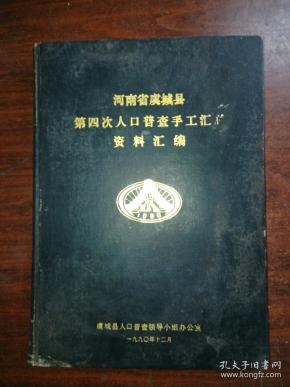 河南省虞城县
第四次人口普查手工汇总
资料汇编
1990
虞城县人口普查领导小组办公室
一九九〇年十二月
孔夫子旧书网